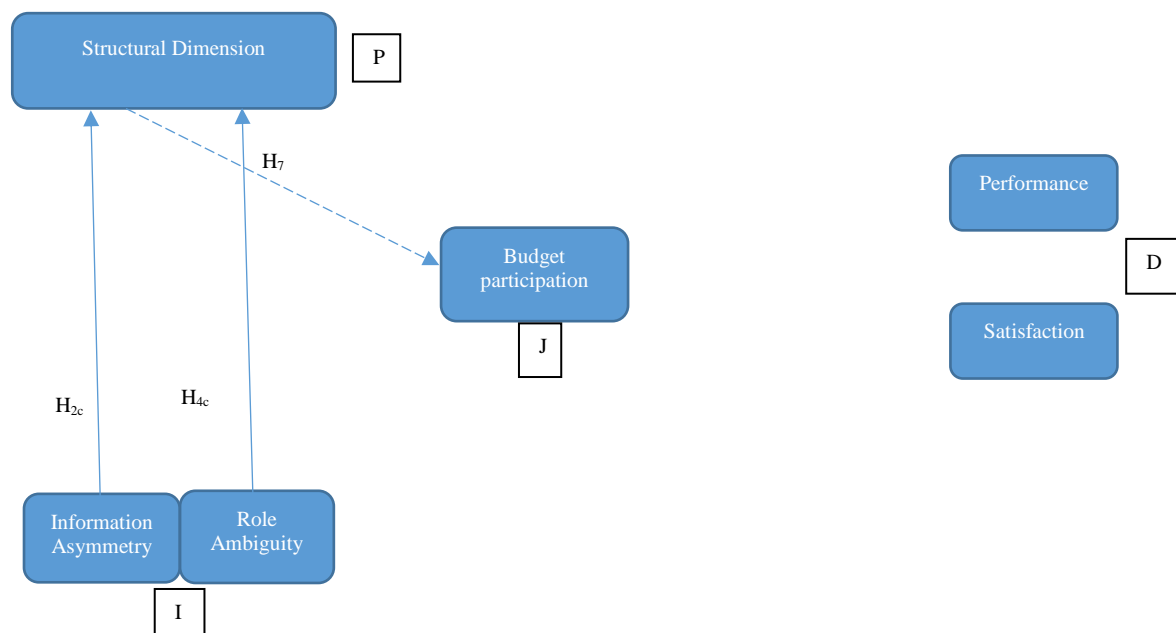 Structural Dimension
P
H7
Performance
Budget
participation
D
J
Satisfaction
H2c
H4c
Information
Asymmetry
Role
Ambiguity
I